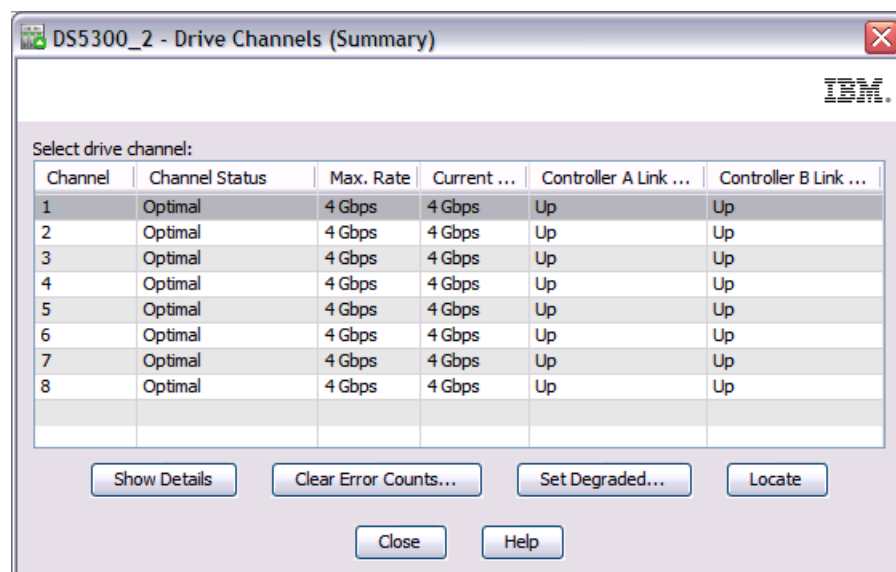 DS5300_2 - Drive Channels (Summary)
IBM.
Select drive channel:
Channel Channel Status Max. Rate Current ... Controller A Link ... Controller B Link ...
1 Optimal 4 Gbps 4 Gbps Up Up
2 Optimal 4 Gbps 4 Gbps Up Up
3 Optimal 4 Gbps 4 Gbps Up Up
4 Optimal 4 Gbps 4 Gbps Up Up
5 Optimal 4 Gbps 4 Gbps Up Up
6 Optimal 4 Gbps 4 Gbps Up Up
7 Optimal 4 Gbps 4 Gbps Up Up
8 Optimal 4 Gbps 4 Gbps Up Up
Show Details Clear Error Counts... Set Degraded... Locate
Close Help